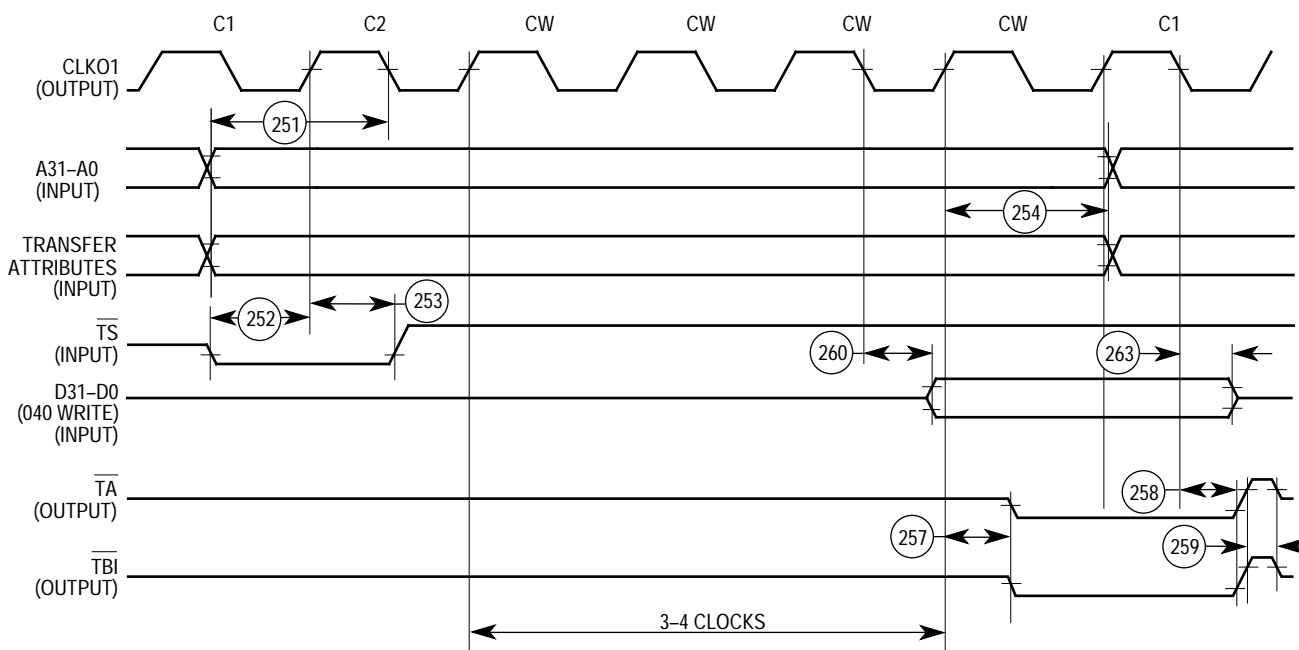 C1 C2 CW CW CW CW C1
CLKO1
(OUTPUT)
251
A31–A0
(INPUT)
254
TRANSFER
ATTRIBUTES
(INPUT)
252
253
TS
(INPUT)
260
263
D31–D0
(040 WRITE)
(INPUT)
TA
(OUTPUT)
258
257
259
TBI
(OUTPUT)
3–4 CLOCKS